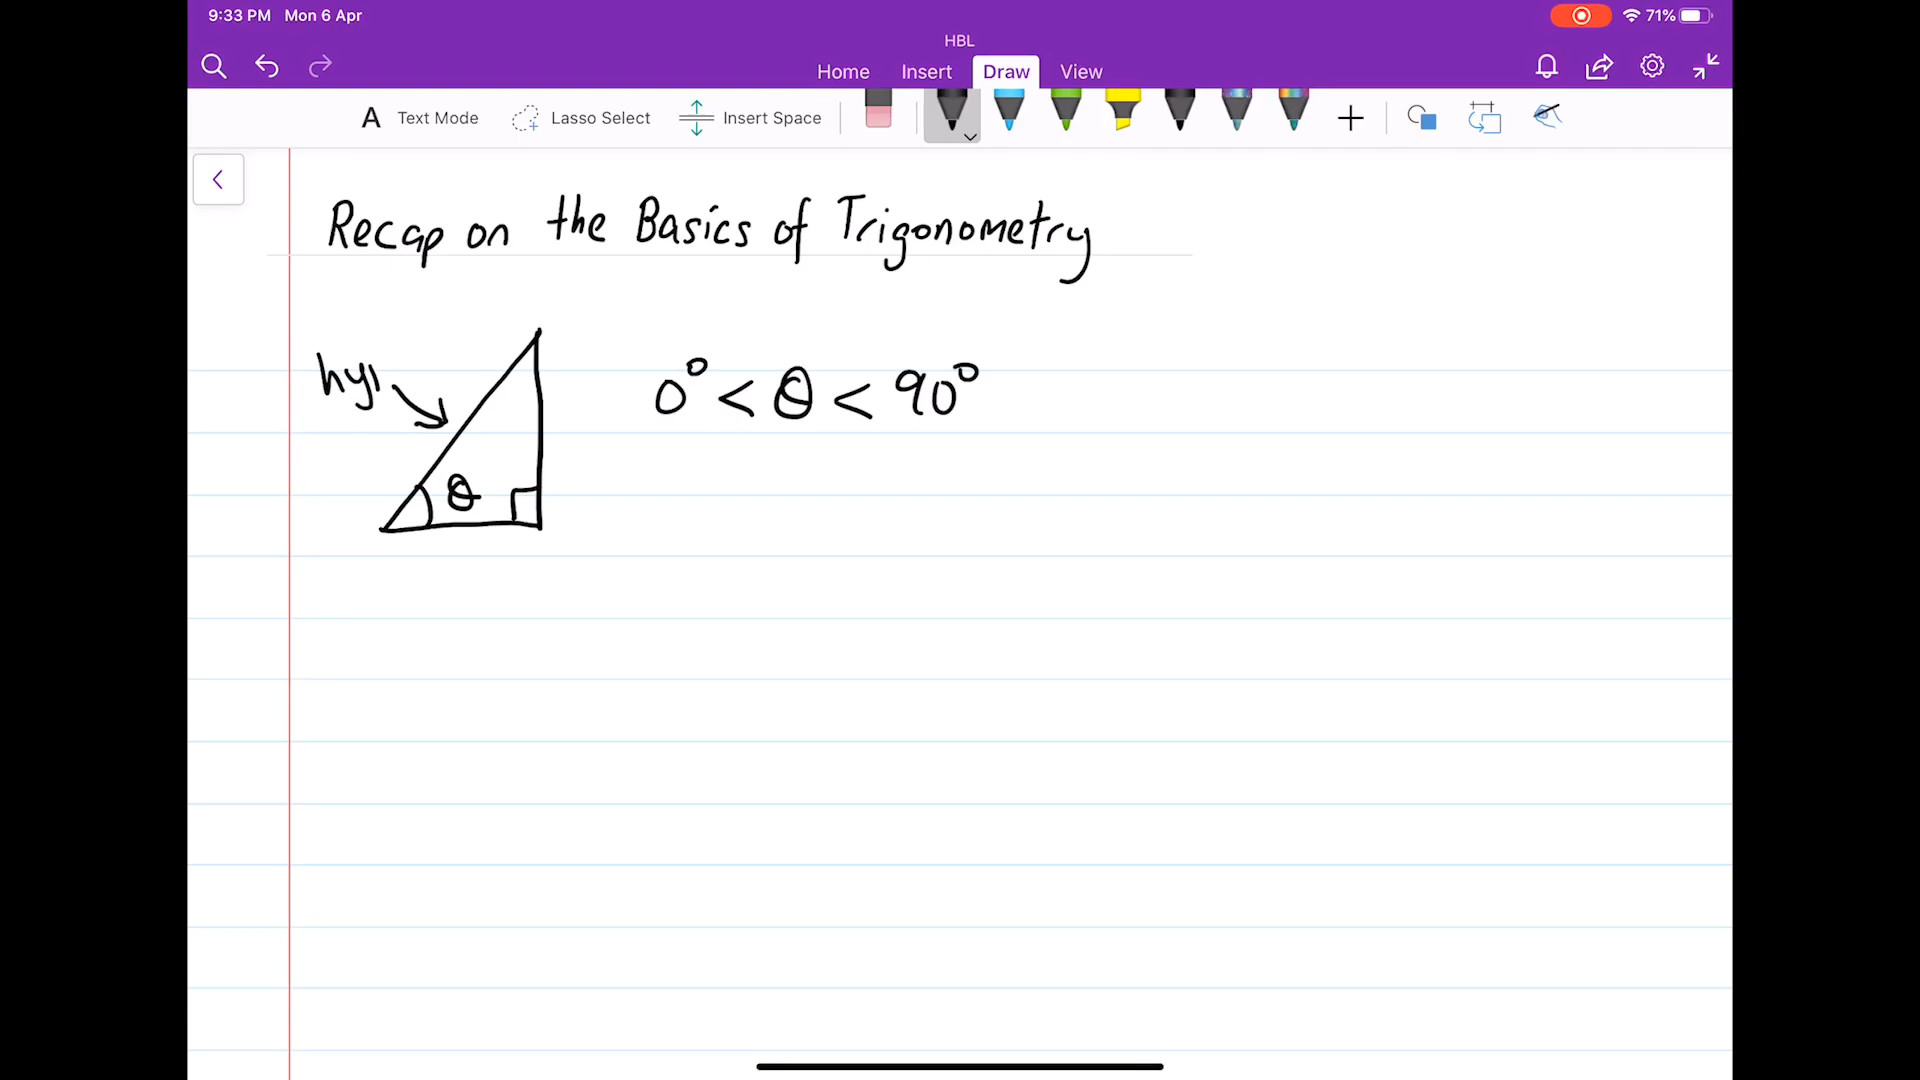 9:33 PM Mon 6 Apr
71%
HBL
Home Insert Draw View
A Text Mode Lasso Select Insert Space
Recap on the Basics of Trigonometry
0° < θ < 90°
θ